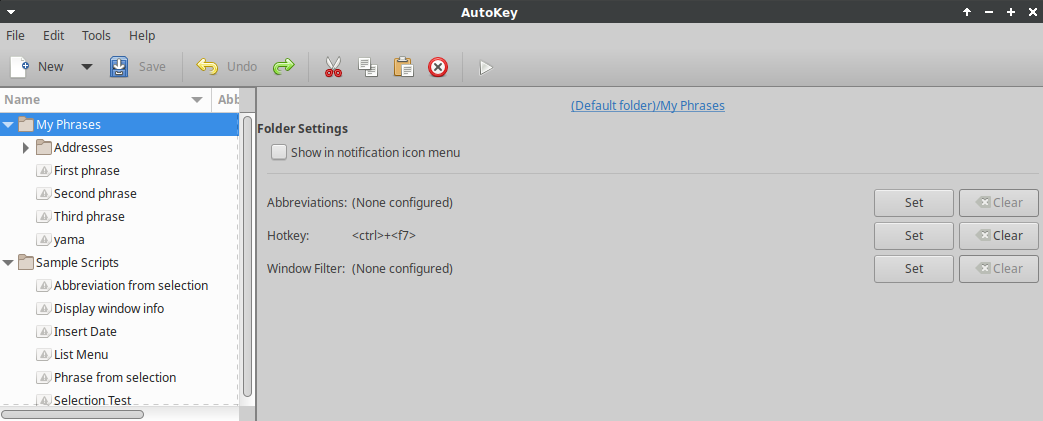 AutoKey
File Edit Tools Help
New Save Undo
Name Abb
(Default folder)/My Phrases
My Phrases
Folder Settings
Addresses
Show in notification icon menu
First phrase
Second phrase
Abbreviations: (None configured) Set Clear
Third phrase
Hotkey: <ctrl>+<f7> Set Clear
yama
Sample Scripts
Window Filter: (None configured) Set Clear
Abbreviation from selection
Display window info
Insert Date
List Menu
Phrase from selection
Selection Test